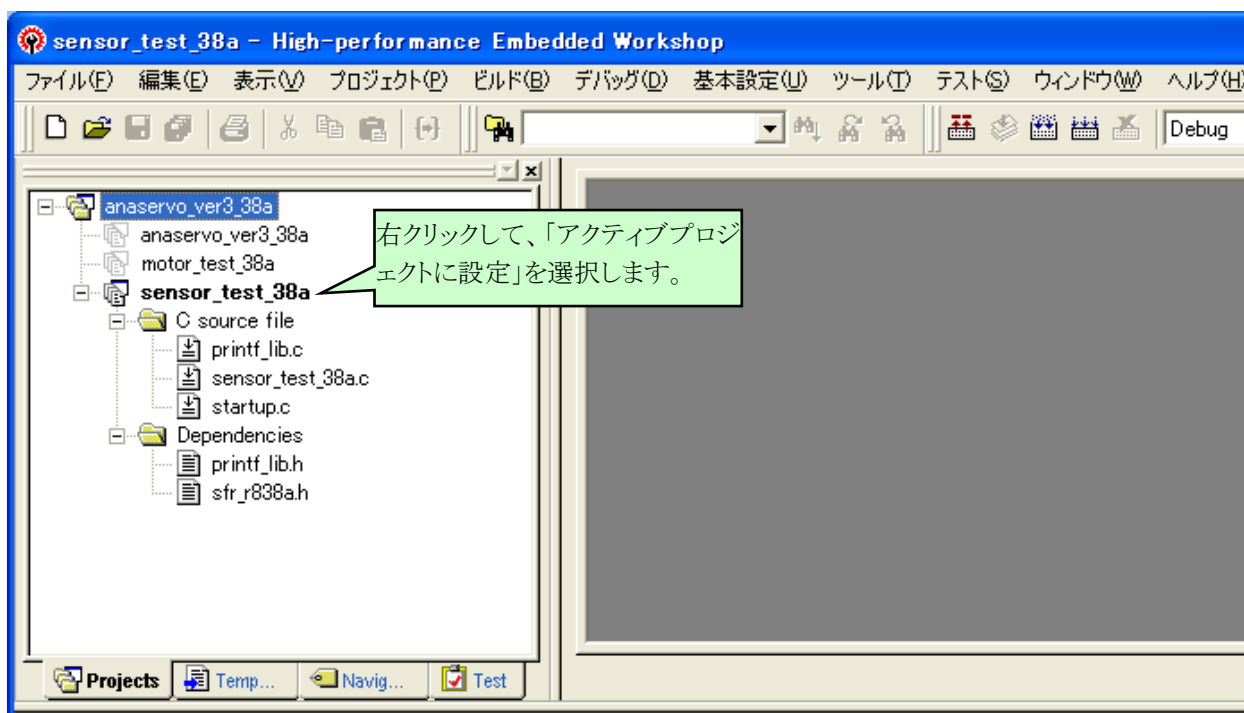 sensor_test_38a - High-performance Embedded Workshop
ファイル(F) 編集(E) 表示(V) プロジェクト(P) ビルド(B) デバッグ(D) 基本設定(U) ツール(T) テスト(S) ウィンドウ(W) ヘルプ(H)
Debug
anaservo_ver3_38a
anaservo_ver3_38a
motor_test_38a
sensor_test_38a
右クリックして、「アクティブプロジ
ェクトに設定」を選択します。
C source file
printf_lib.c
sensor_test_38a.c
startup.c
Dependencies
printf_lib.h
sfr_r838a.h
Projects Temp... Navig... Test